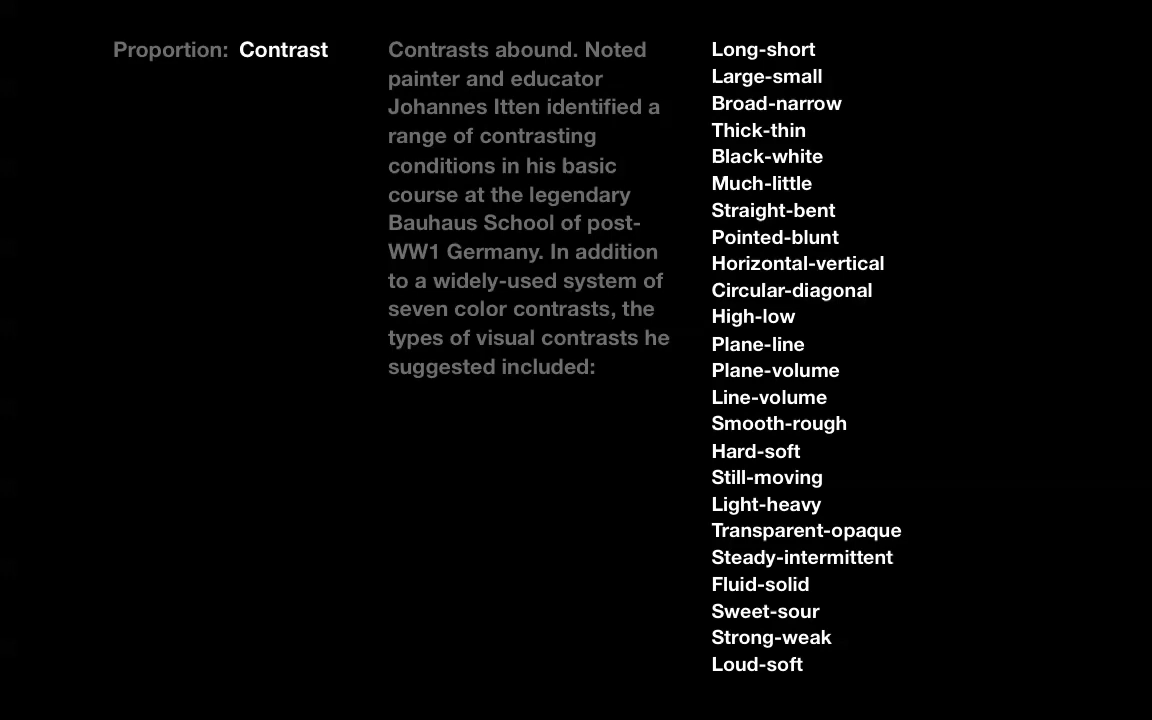 Proportion: Contrast
Contrasts abound. Noted
painter and educator
Johannes Itten identified a
range of contrasting
conditions in his basic
course at the legendary
Bauhaus School of post-
WW1 Germany. In addition
to a widely-used system of
seven color contrasts, the
types of visual contrasts he
suggested included:
Long-short
Large-small
Broad-narrow
Thick-thin
Black-white
Much-little
Straight-bent
Pointed-blunt
Horizontal-vertical
Circular-diagonal
High-low
Plane-line
Plane-volume
Line-volume
Smooth-rough
Hard-soft
Still-moving
Light-heavy
Transparent-opaque
Steady-intermittent
Fluid-solid
Sweet-sour
Strong-weak
Loud-soft